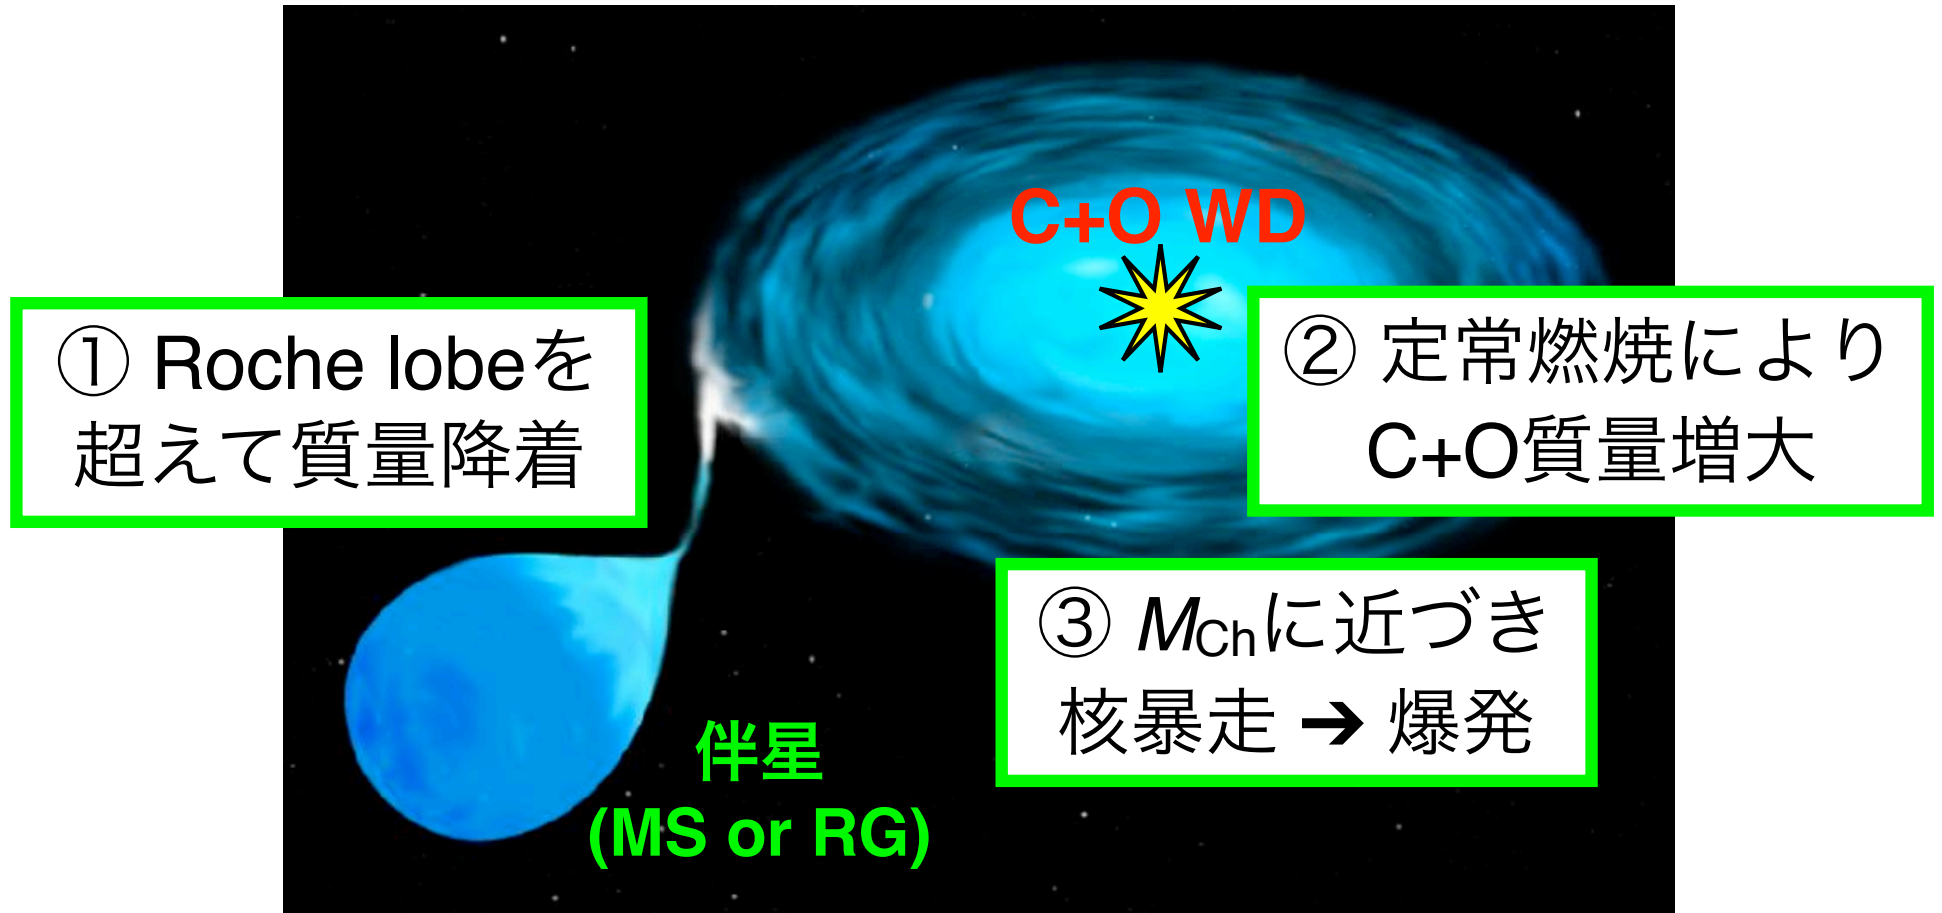 C+O WD
① Roche lobeを
超えて質量降着
② 定常燃焼により
C+O質量増大
③ MChに近づき
核暴走 ➔ 爆発
伴星
(MS or RG)